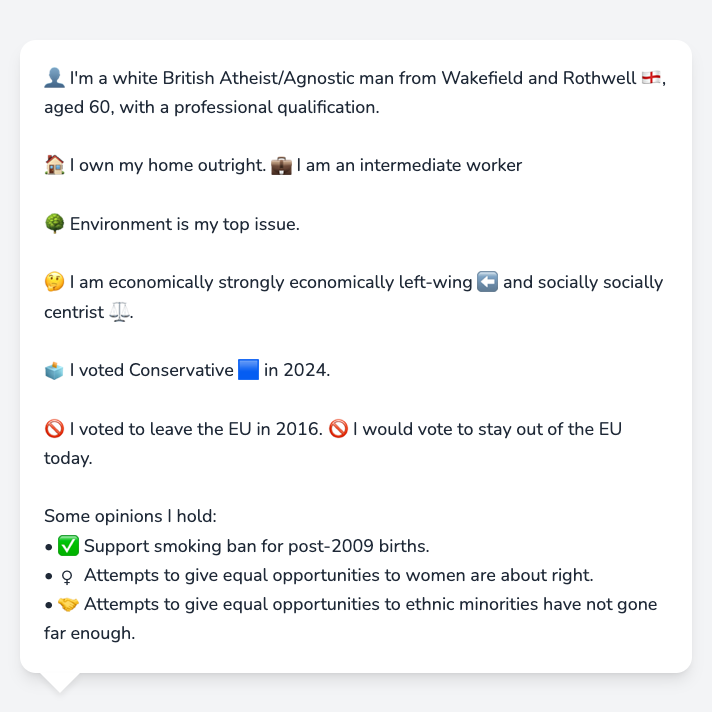 👤 I'm a white British Atheist/Agnostic man from Wakefield and Rothwell 🏴󠁧󠁢󠁥󠁮󠁧󠁿,
aged 60, with a professional qualification.
🏠 I own my home outright. 💼 I am an intermediate worker
🌳 Environment is my top issue.
🤔 I am economically strongly economically left-wing ⬅️ and socially socially
centrist ⚖️.
🗳️ I voted Conservative 🟦 in 2024.
🚫 I voted to leave the EU in 2016. 🚫 I would vote to stay out of the EU
today.
Some opinions I hold:
• ✅ Support smoking ban for post-2009 births.
• ♀ Attempts to give equal opportunities to women are about right.
• 🤝 Attempts to give equal opportunities to ethnic minorities have not gone
far enough.